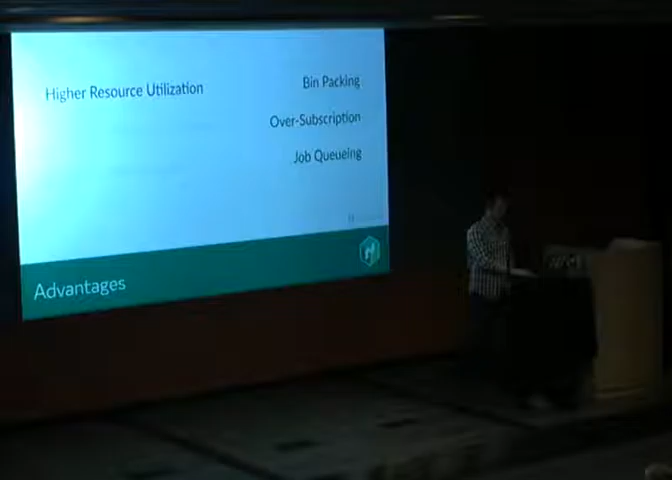 Higher Resource Utilization
Bin Packing
Over-Subscription
Job Queueing
Advantages